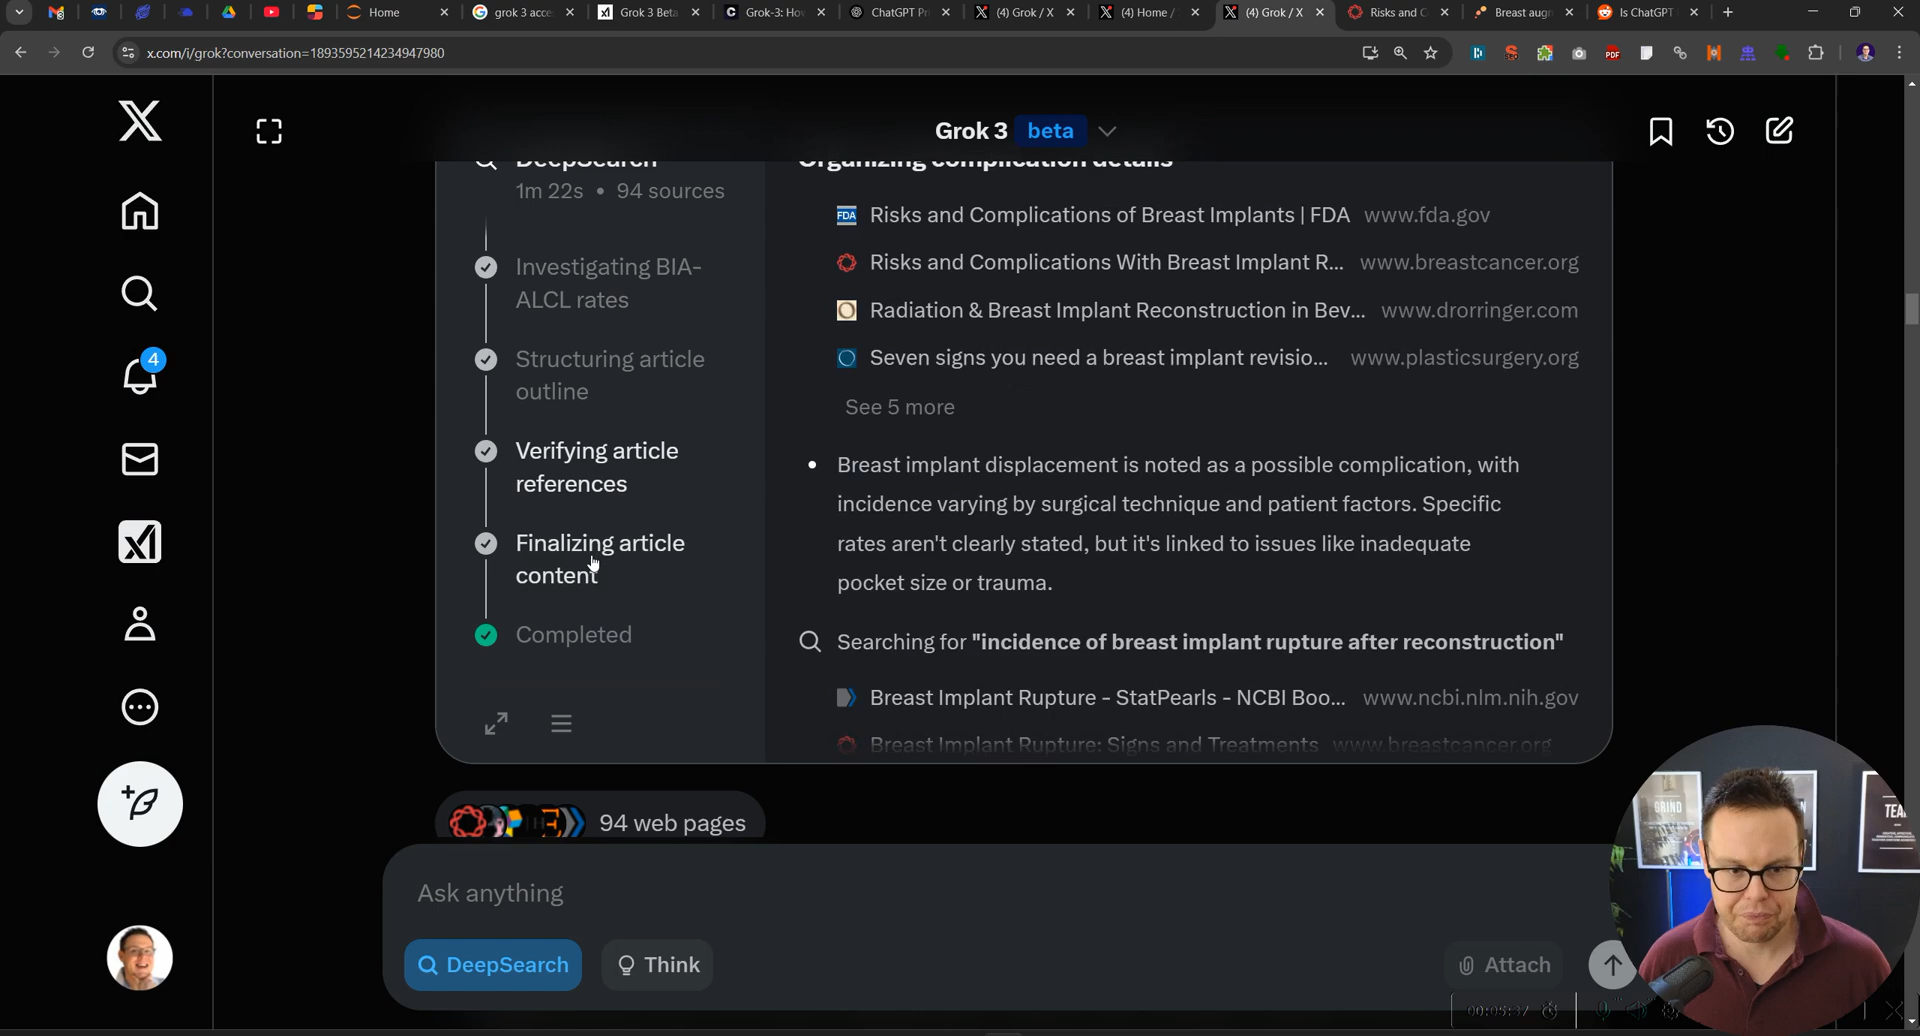 Home
grok 3 acce
Grok 3 Beta
Grok-3: Ho
ChatGPT Pr
(4) Grok / X
(4) Home /
(4) Grok / X
Risks and C
Breast aug
Is ChatGPT
x.com/i/grok?conversation=1893595214234947980
PDF
Grok 3 beta
4
DeepSearch
1m 22s • 94 sources
Investigating BIA-
ALCL rates
Structuring article
outline
Verifying article
references
Finalizing article
content
Completed
Organizing complication details
FDA Risks and Complications of Breast Implants | FDA www.fda.gov
Risks and Complications With Breast Implant R... www.breastcancer.org
Radiation & Breast Implant Reconstruction in Bev... www.drorringer.com
Seven signs you need a breast implant revisio... www.plasticsurgery.org
See 5 more
• Breast implant displacement is noted as a possible complication, with
incidence varying by surgical technique and patient factors. Specific
rates aren't clearly stated, but it's linked to issues like inadequate
pocket size or trauma.
Searching for "incidence of breast implant rupture after reconstruction"
Breast Implant Rupture - StatPearls - NCBI Boo... www.ncbi.nlm.nih.gov
Breast Implant Rupture: Signs and Treatments www.breastcancer.org
94 web pages
Ask anything
DeepSearch
Think
Attach
GRIND
TEA
00:05:37